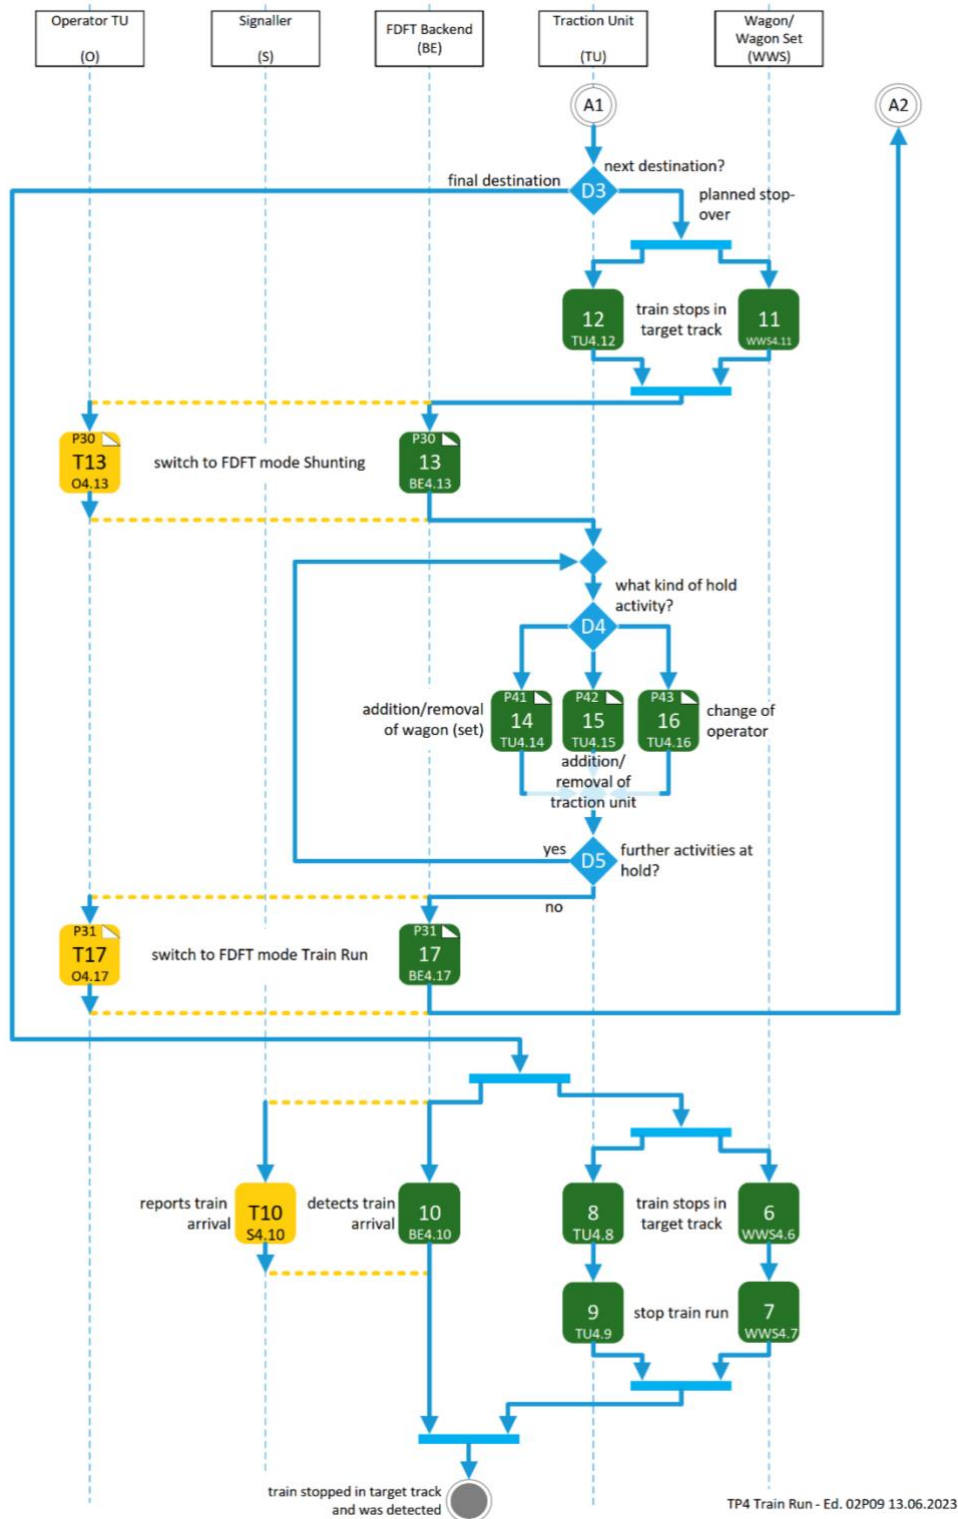 Operator TU
(O)
Signaller
(S)
FDFT Backend
(BE)
Traction Unit
(TU)
Wagon/
Wagon Set
(WWS)
A1
A2
next destination?
final destination
D3
planned stop-
over
12
TU4.12
train stops in
target track
11
WWS4.11
P30
T13
O4.13
switch to FDFT mode Shunting
P30
13
BE4.13
what kind of hold
activity?
D4
addition/removal
of wagon (set)
P41
14
TU4.14
P42
15
TU4.15
P43
16
TU4.16
change of
operator
addition/
removal of
traction unit
yes
D5
further activities at
hold?
no
P31
T17
O4.17
switch to FDFT mode Train Run
P31
17
BE4.17
reports train
arrival
T10
S4.10
detects train
arrival
10
BE4.10
8
TU4.8
train stops in
target track
6
WWS4.6
9
TU4.9
stop train run
7
WWS4.7
train stopped in target track
and was detected
TP4 Train Run - Ed. 02P09 13.06.2023